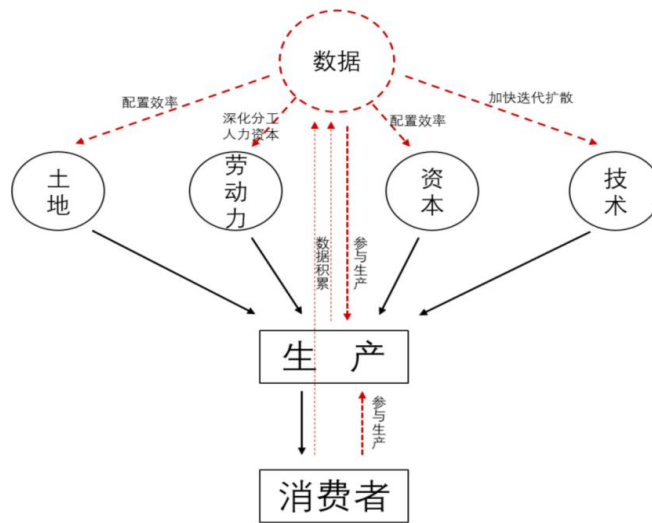 数据
配置效率
深化分工
人力资本
配置效率
加快迭代扩散
土地
劳动力
资本
技术
数据积累
参与生产
生 产
参与生产
消费者